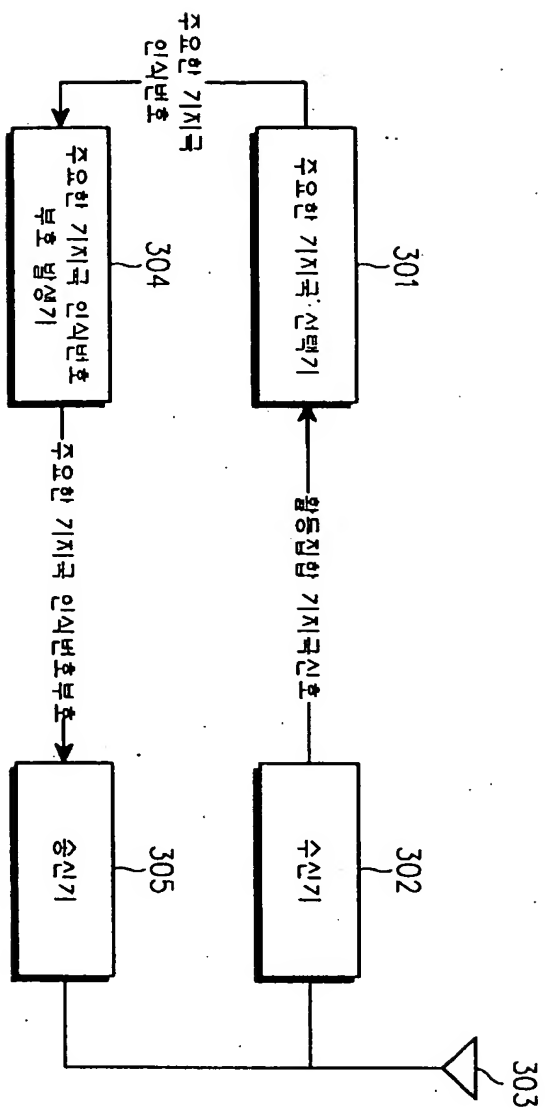 303
302
수신기
활동집합 기지국신호
301
주요한 기지국 선택기
주요한 기지국
인식번호
304
주요한 기지국 인식번호
부호 발생기
주요한 기지국 인식번호부호
305
송신기